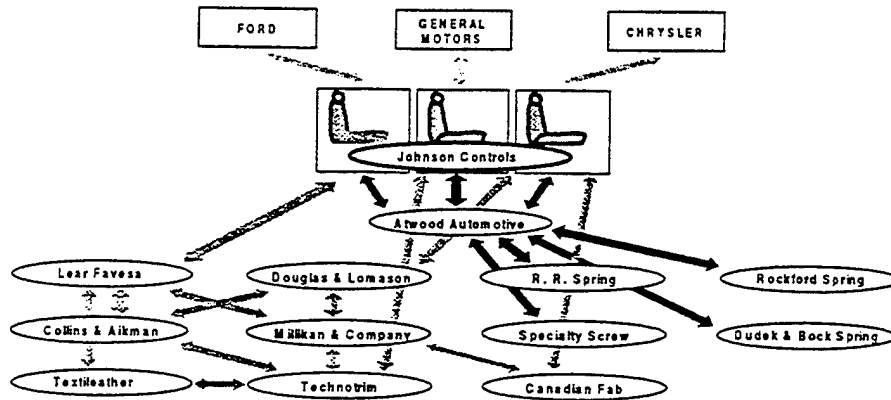 FORD
GENERAL
MOTORS
CHRYSLER
Johnson Controls
Atwood Automotive
Lear Favesa
Douglas & Lomason
R. R. Spring
Rockford Spring
Collins & Aikman
Millikan & Company
Specialty Screw
Dudek & Bock Spring
Textileather
Technotrim
Canadian Fab